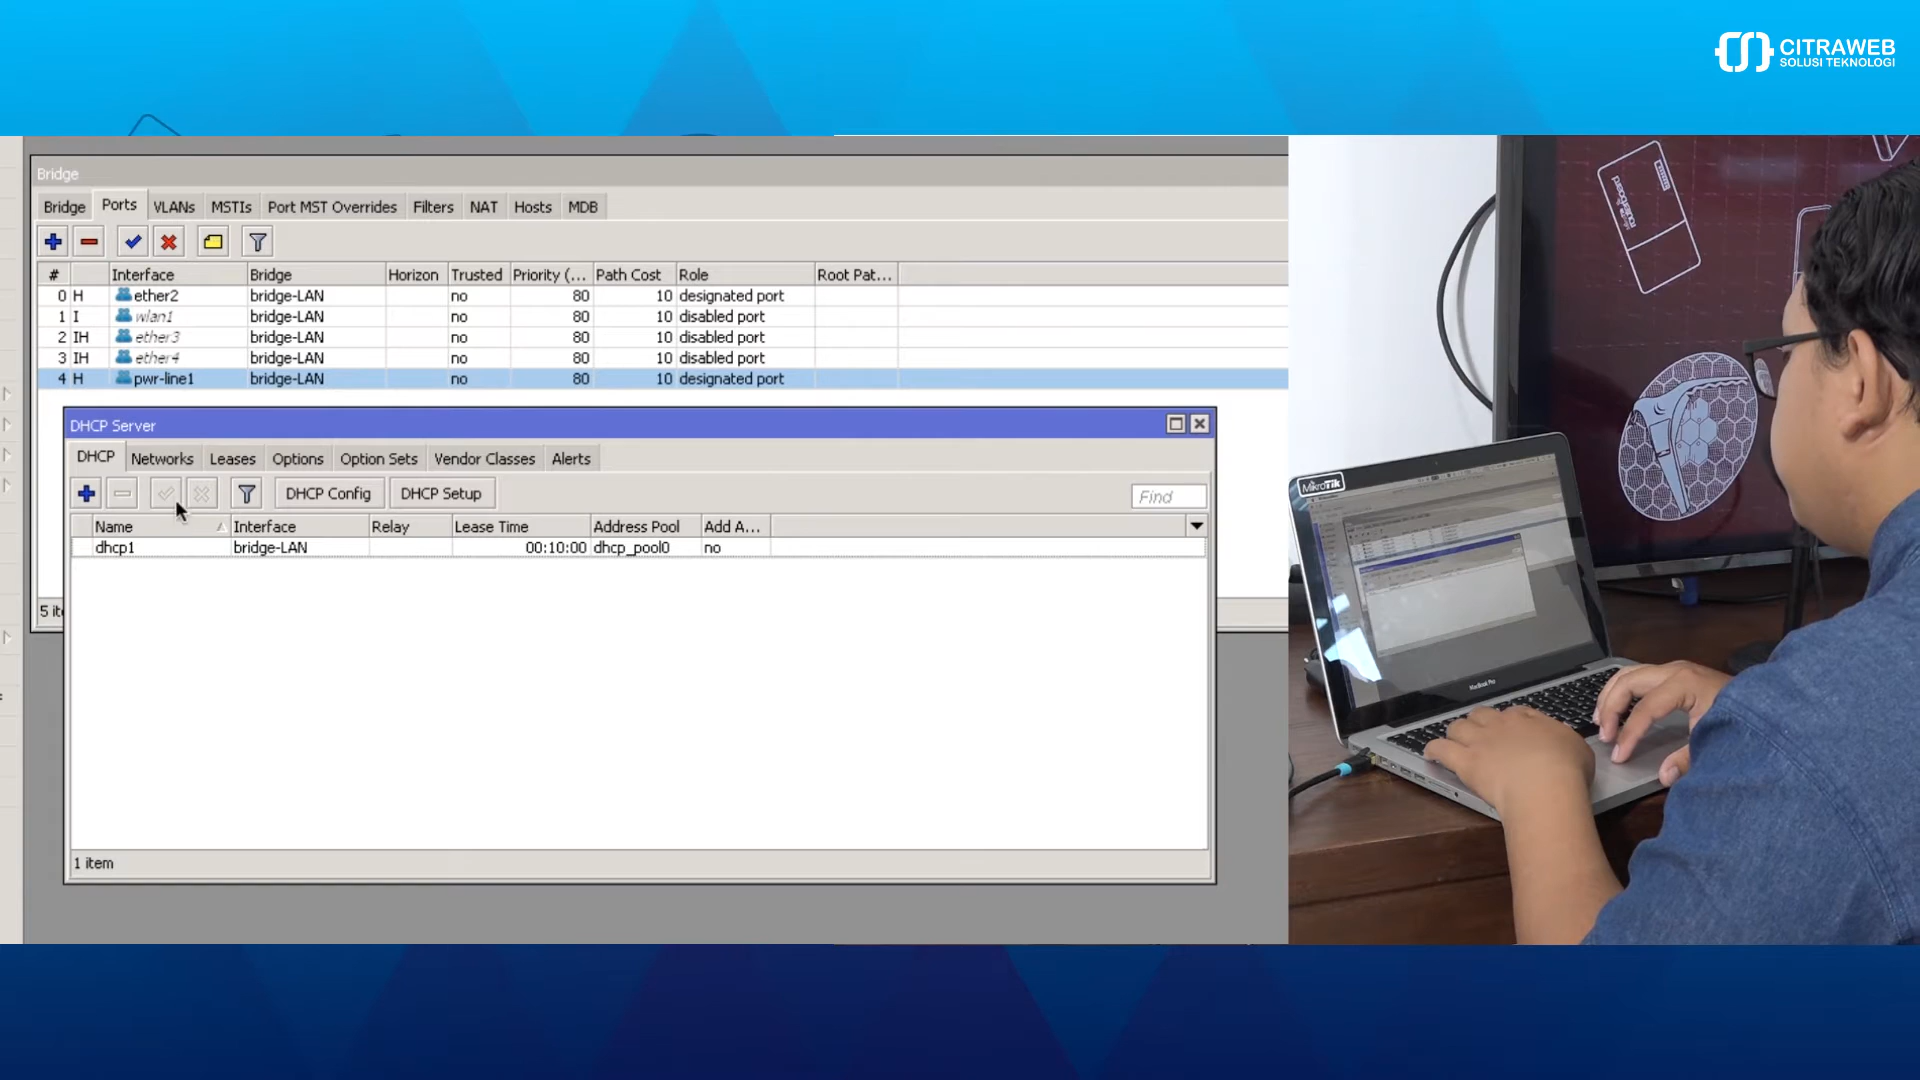 CITRAWEB
SOLUSI TEKNOLOGI
Bridge
Bridge Ports VLANs MSTIs Port MST Overrides Filters NAT Hosts MDB
# Interface Bridge Horizon Trusted Priority (... Path Cost Role Root Pat...
0 H ether2 bridge-LAN no 80 10 designated port
1 I wlan1 bridge-LAN no 80 10 disabled port
2 IH ether3 bridge-LAN no 80 10 disabled port
3 IH ether4 bridge-LAN no 80 10 disabled port
4 H pwr-line1 bridge-LAN no 80 10 designated port
DHCP Server
DHCP Networks Leases Options Option Sets Vendor Classes Alerts
DHCP Config DHCP Setup Find
Name Interface Relay Lease Time Address Pool Add A...
dhcp1 bridge-LAN 00:10:00 dhcp_pool0 no
5 it
1 item
MikroTik
MacBook Pro